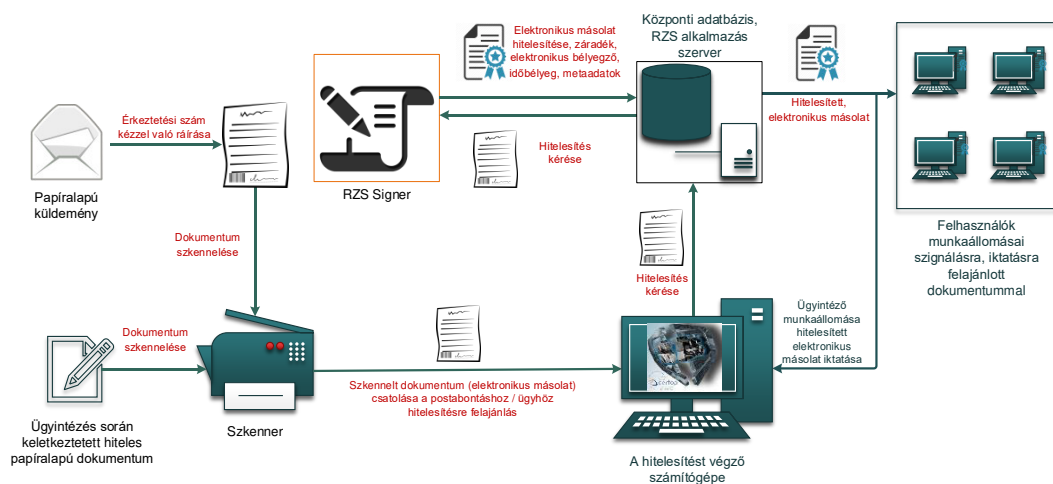 Elektronikus másolat
hitelesítése, záradék,
elektronikus bélyegző,
időbélyeg, metaadatok
Központi adatbázis,
RZS alkalmazás
szerver
Hitelesített,
elektronikus másolat
Érkeztetési szám
kézzel való ráírása
Papíralapú
küldemény
RZS Signer
Hitelesítés
kérése
Felhasználók
munkaállomásai
szignálásra, iktatásra
felajánlott
dokumentummal
Dokumentum
szkennelése
Hitelesítés
kérése
Ügyintéző
munkaállomása
hitelesített
elektronikus
másolat iktatása
Dokumentum
szkennelése
Szkennelt dokumentum (elektronikus másolat)
csatolása a postabontáshoz / ügyhöz
hitelesítésre felajánlás
Ügyintézés során
keletkeztetett hiteles
papíralapú dokumentum
Szkenner
A hitelesítést végző
számítógépe